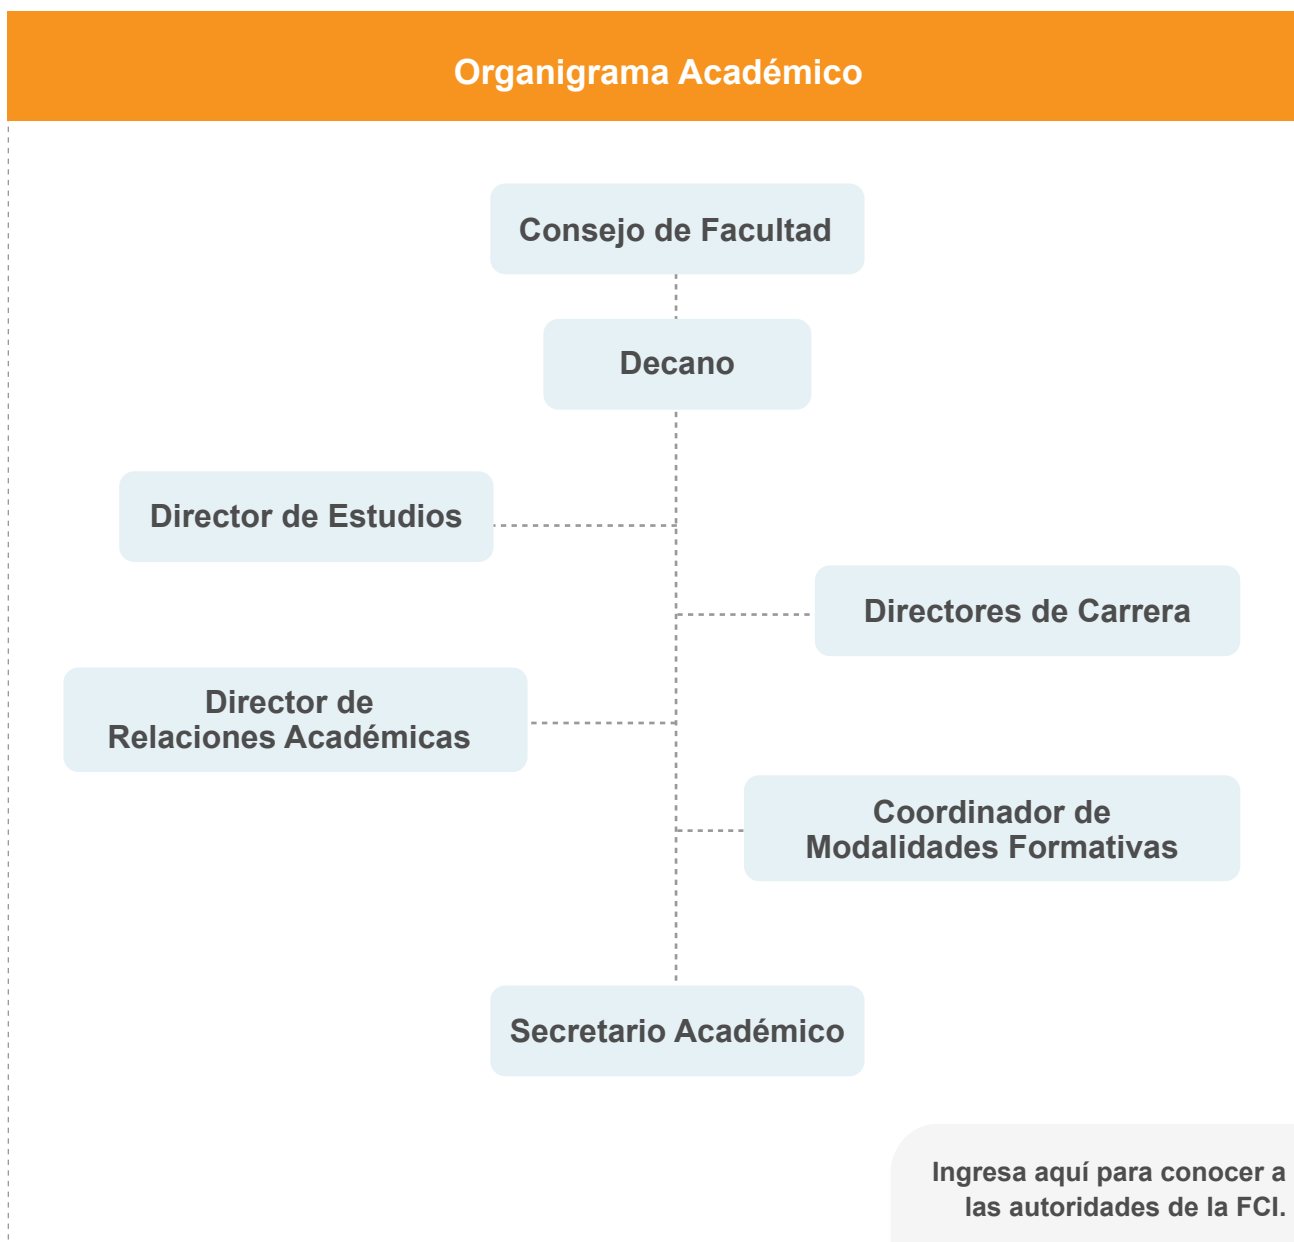 Organigrama Académico
Consejo de Facultad
Decano
Director de Estudios
Directores de Carrera
Director de
Relaciones Académicas
Coordinador de
Modalidades Formativas
Secretario Académico
Ingresa aquí para conocer a
las autoridades de la FCI.